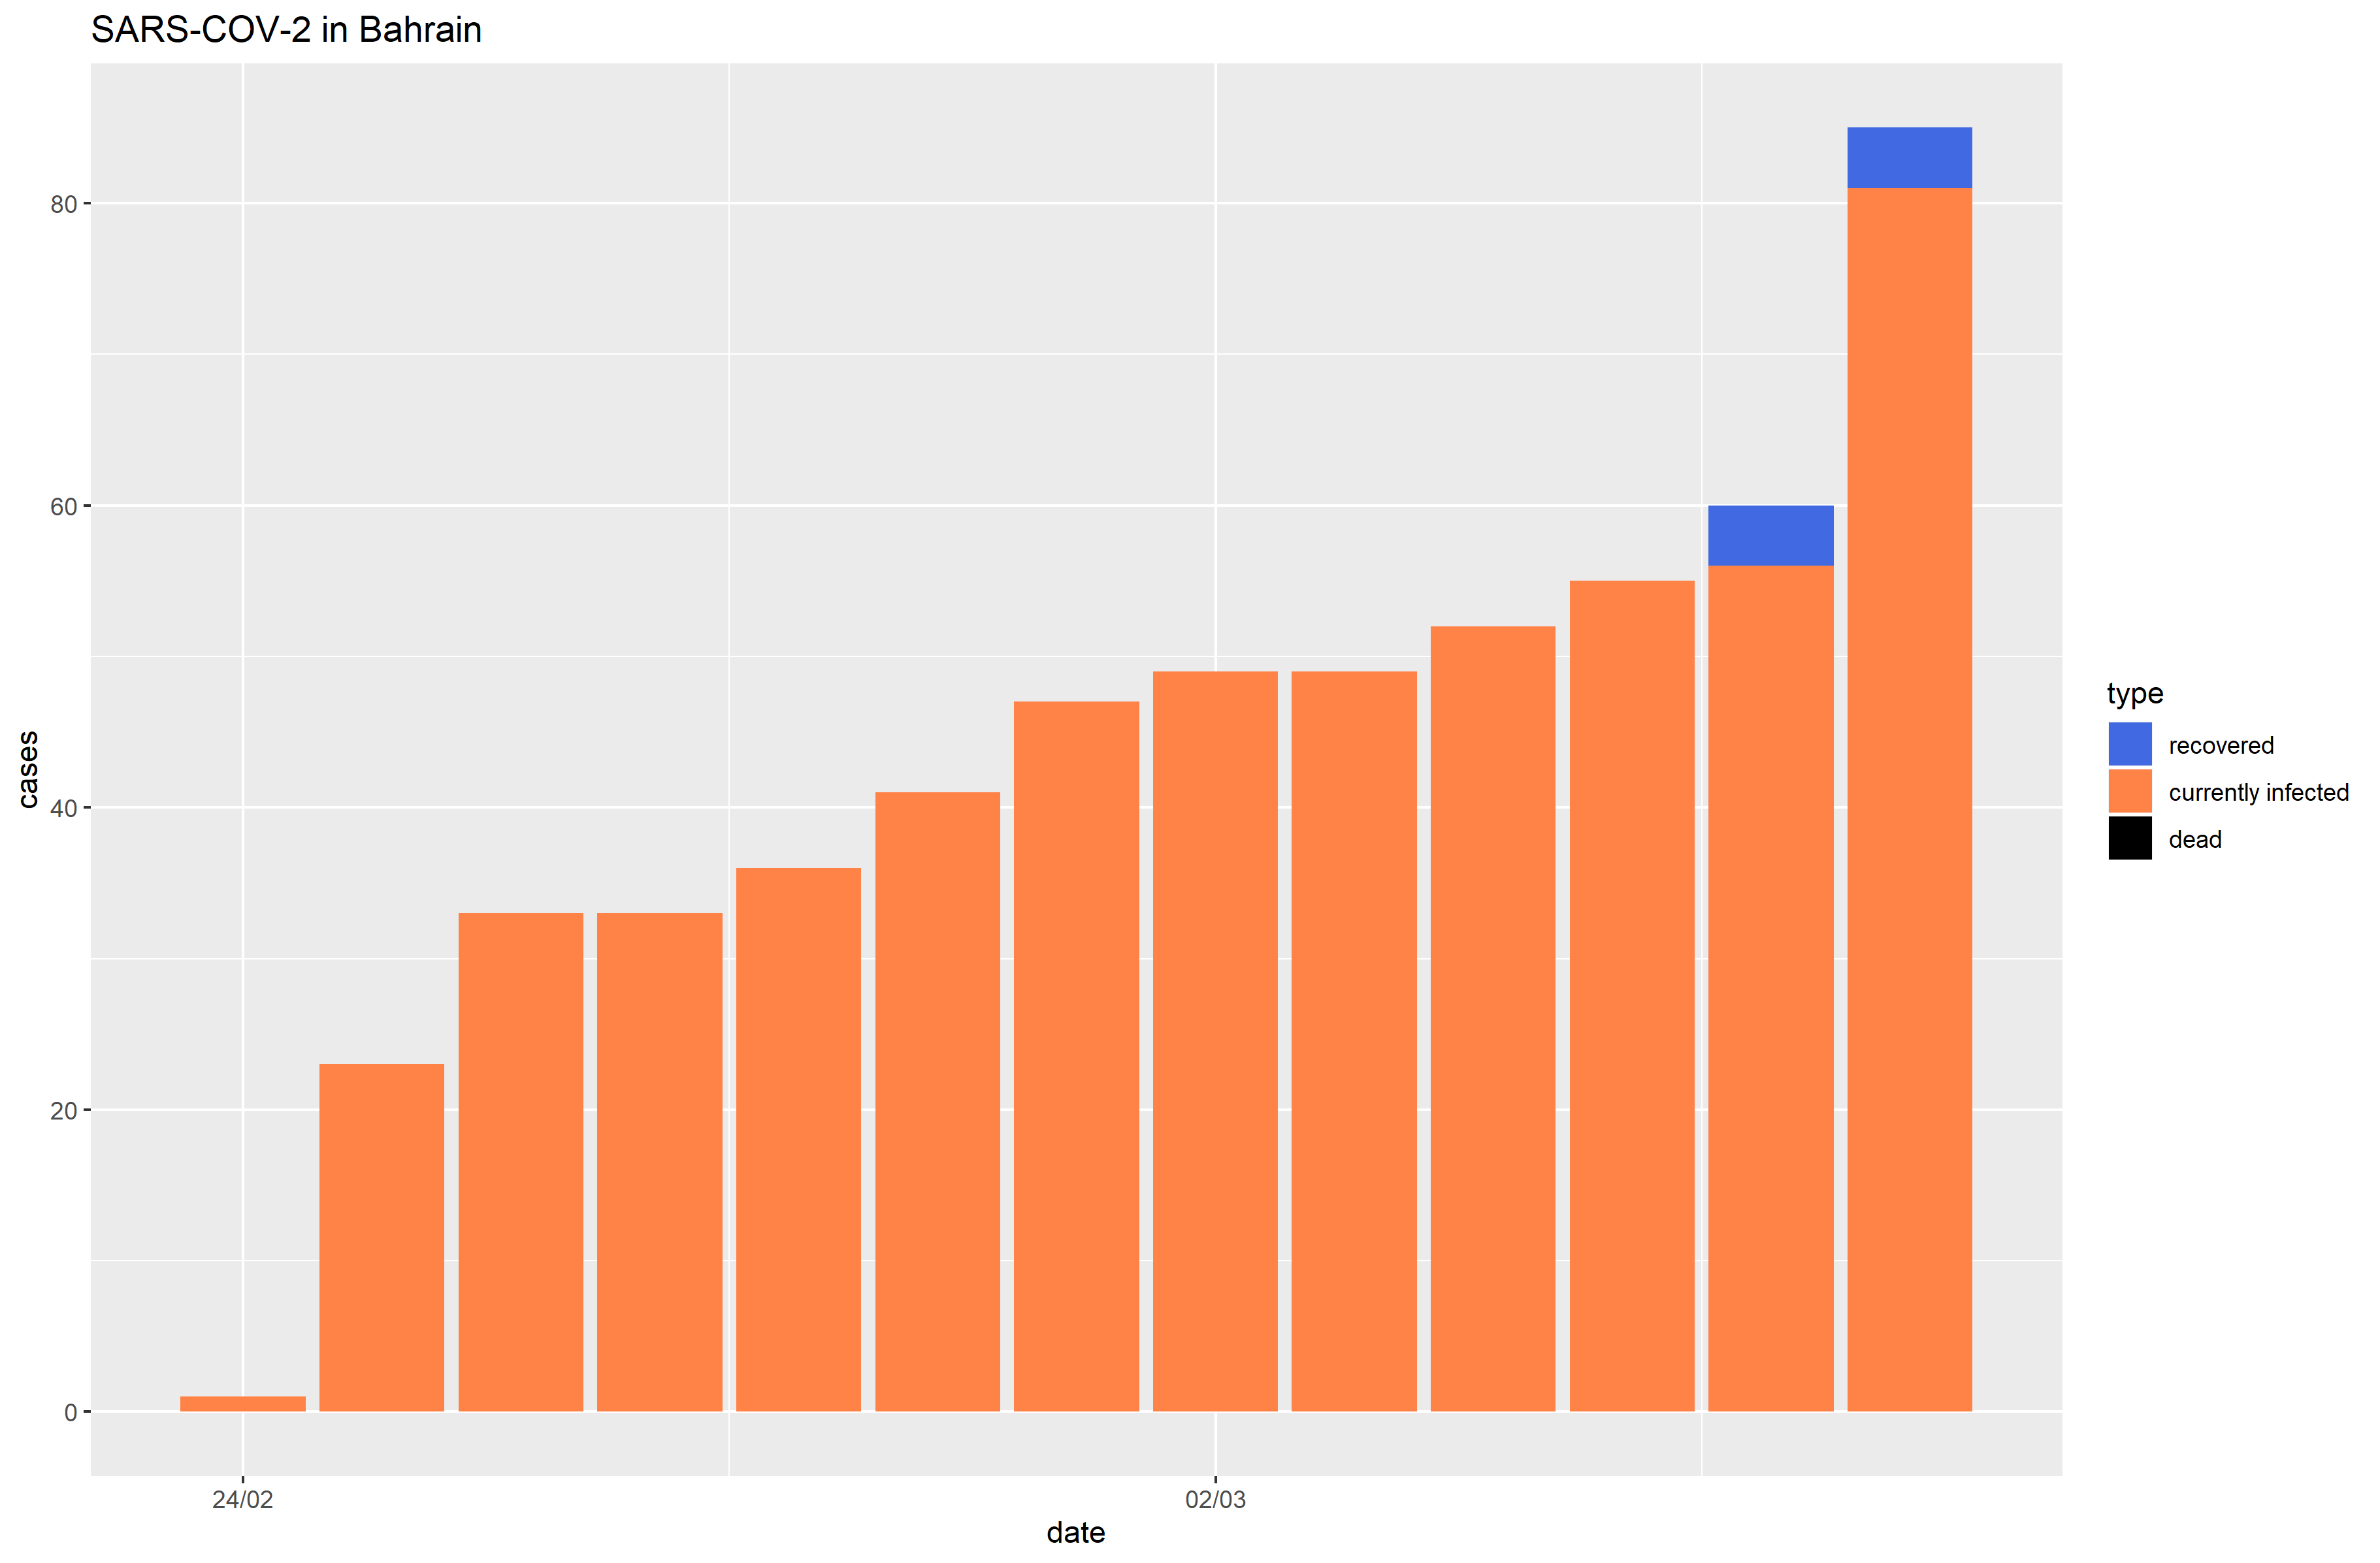 SARS-COV-2 in Bahrain
cases
80
60
40
20
0
24/02
02/03
date
type
recovered
currently infected
dead